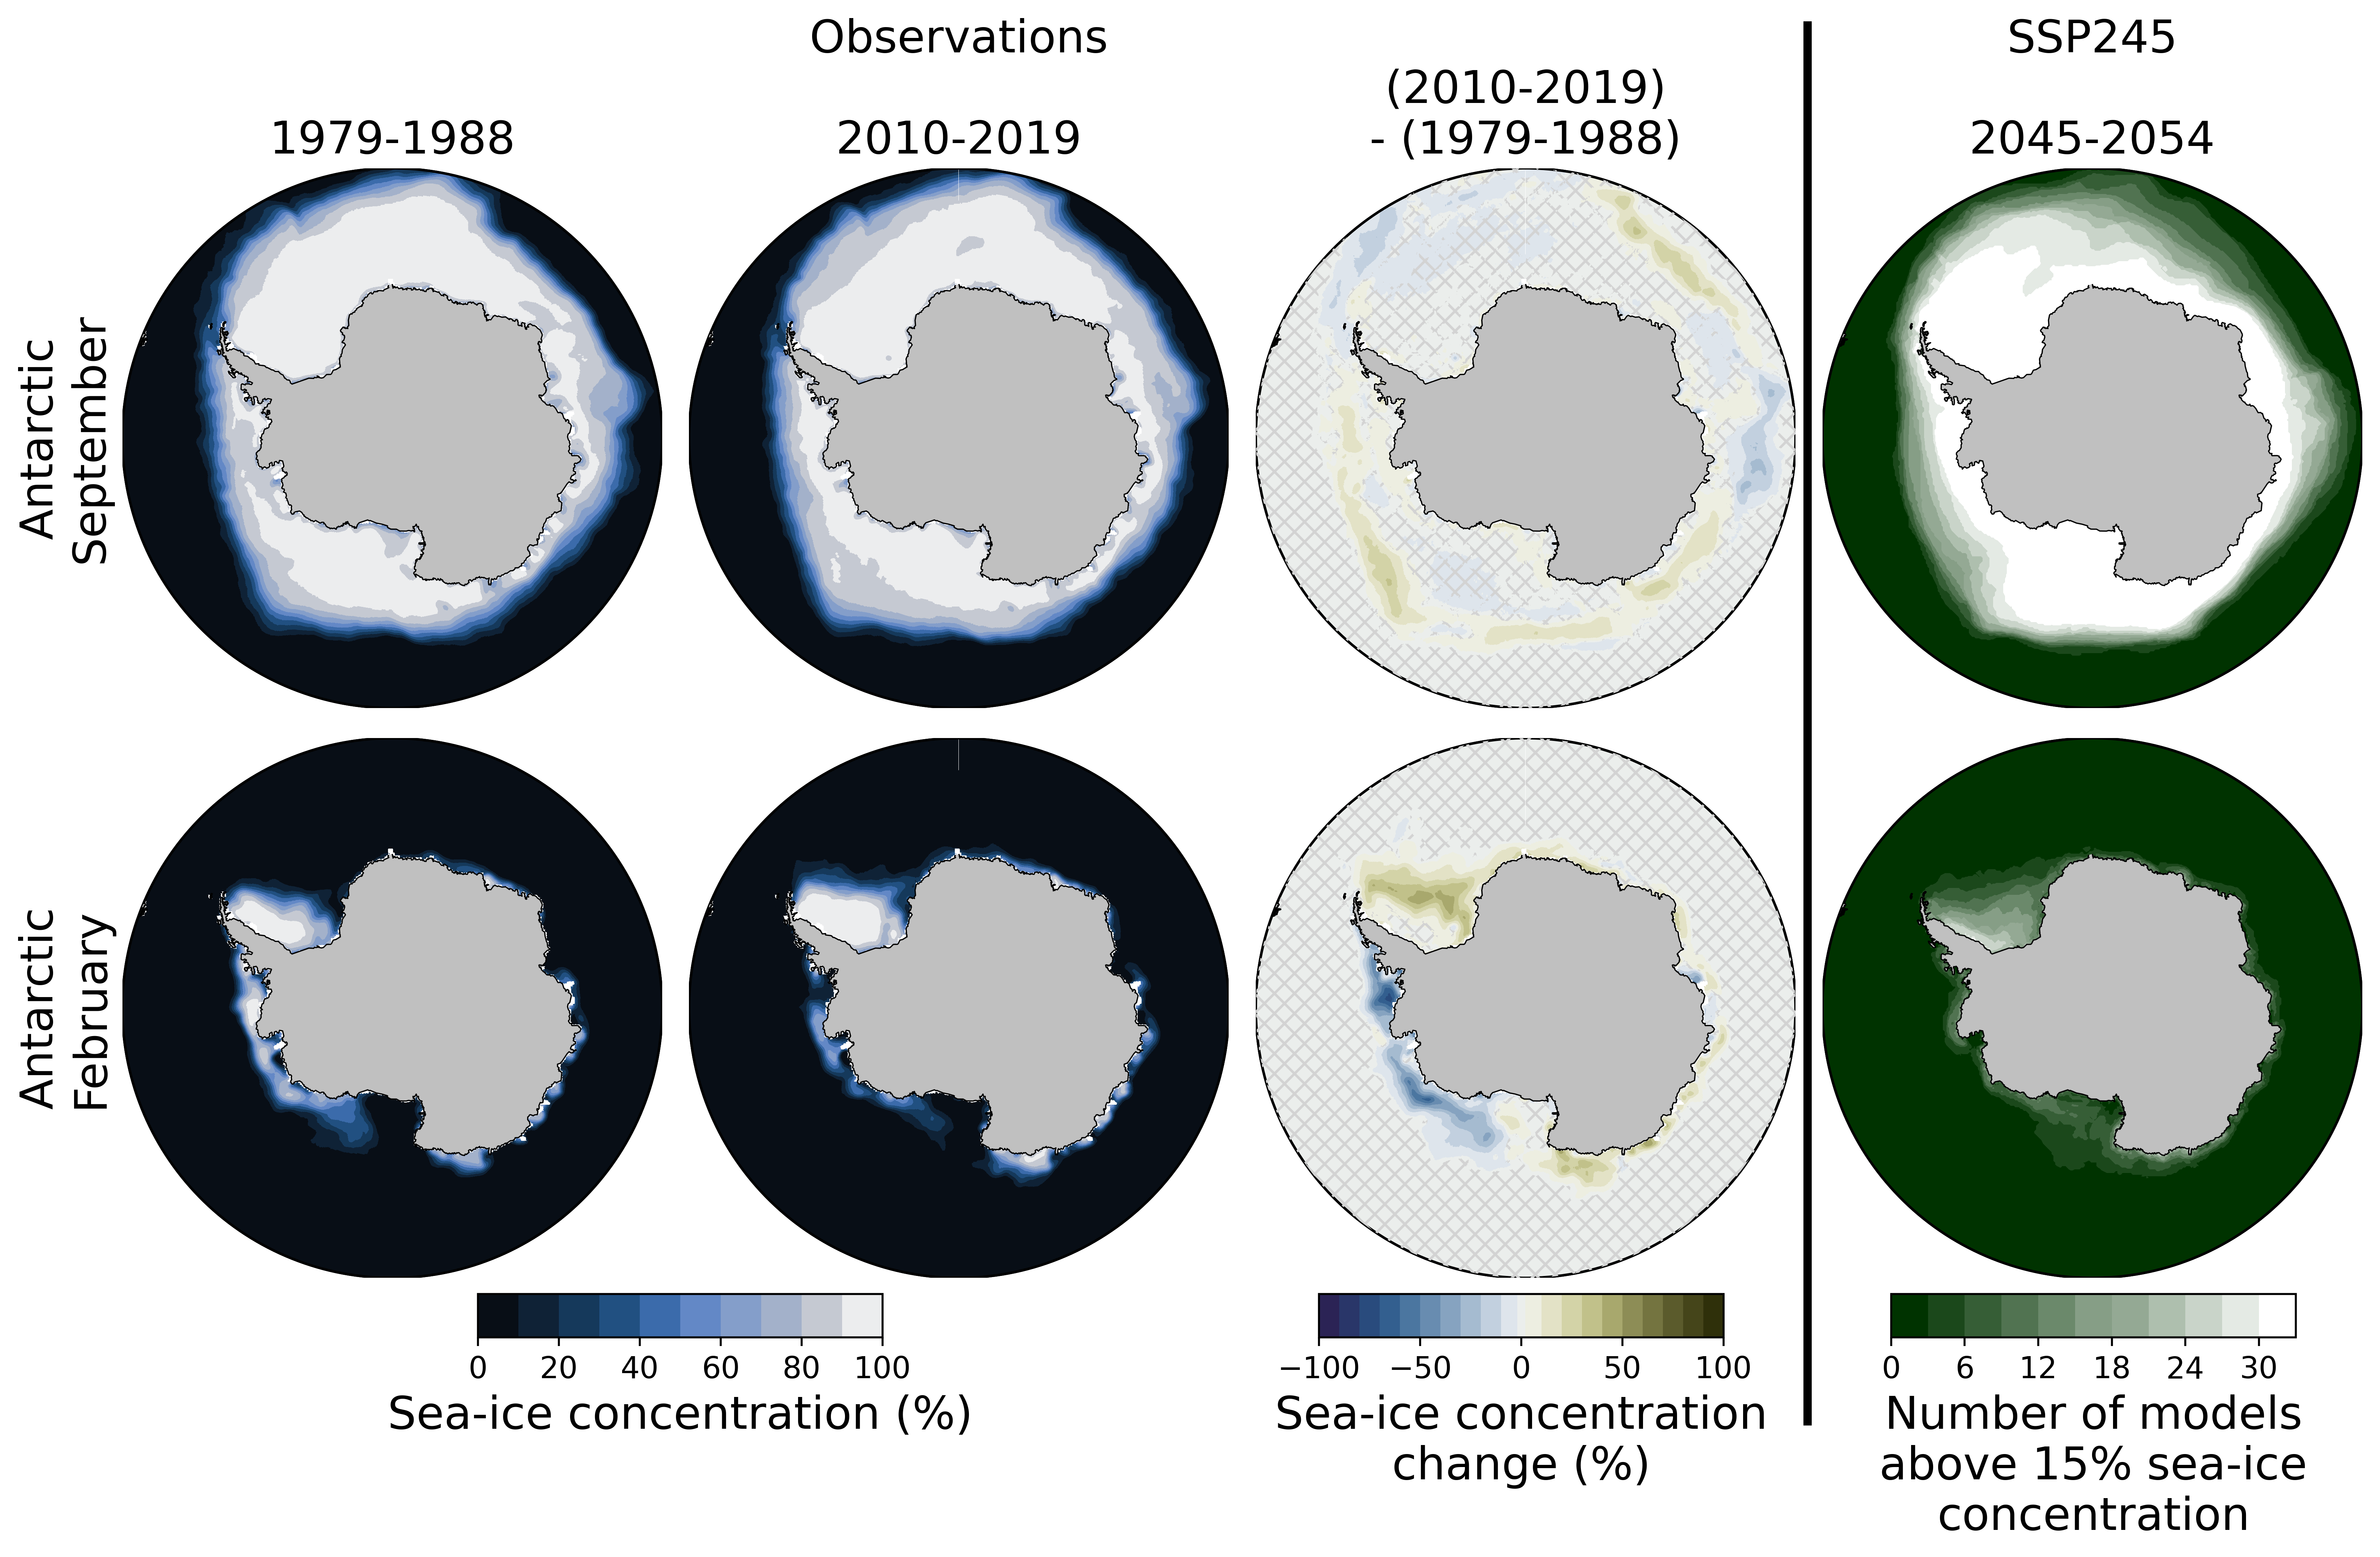 Observations
SSP245
1979-1988
2010-2019
(2010-2019)
- (1979-1988)
2045-2054
Antarctic
September
Antarctic
February
0 20 40 60 80 100
Sea-ice concentration (%)
−100 −50 0 50 100
Sea-ice concentration
change (%)
0 6 12 18 24 30
Number of models
above 15% sea-ice
concentration